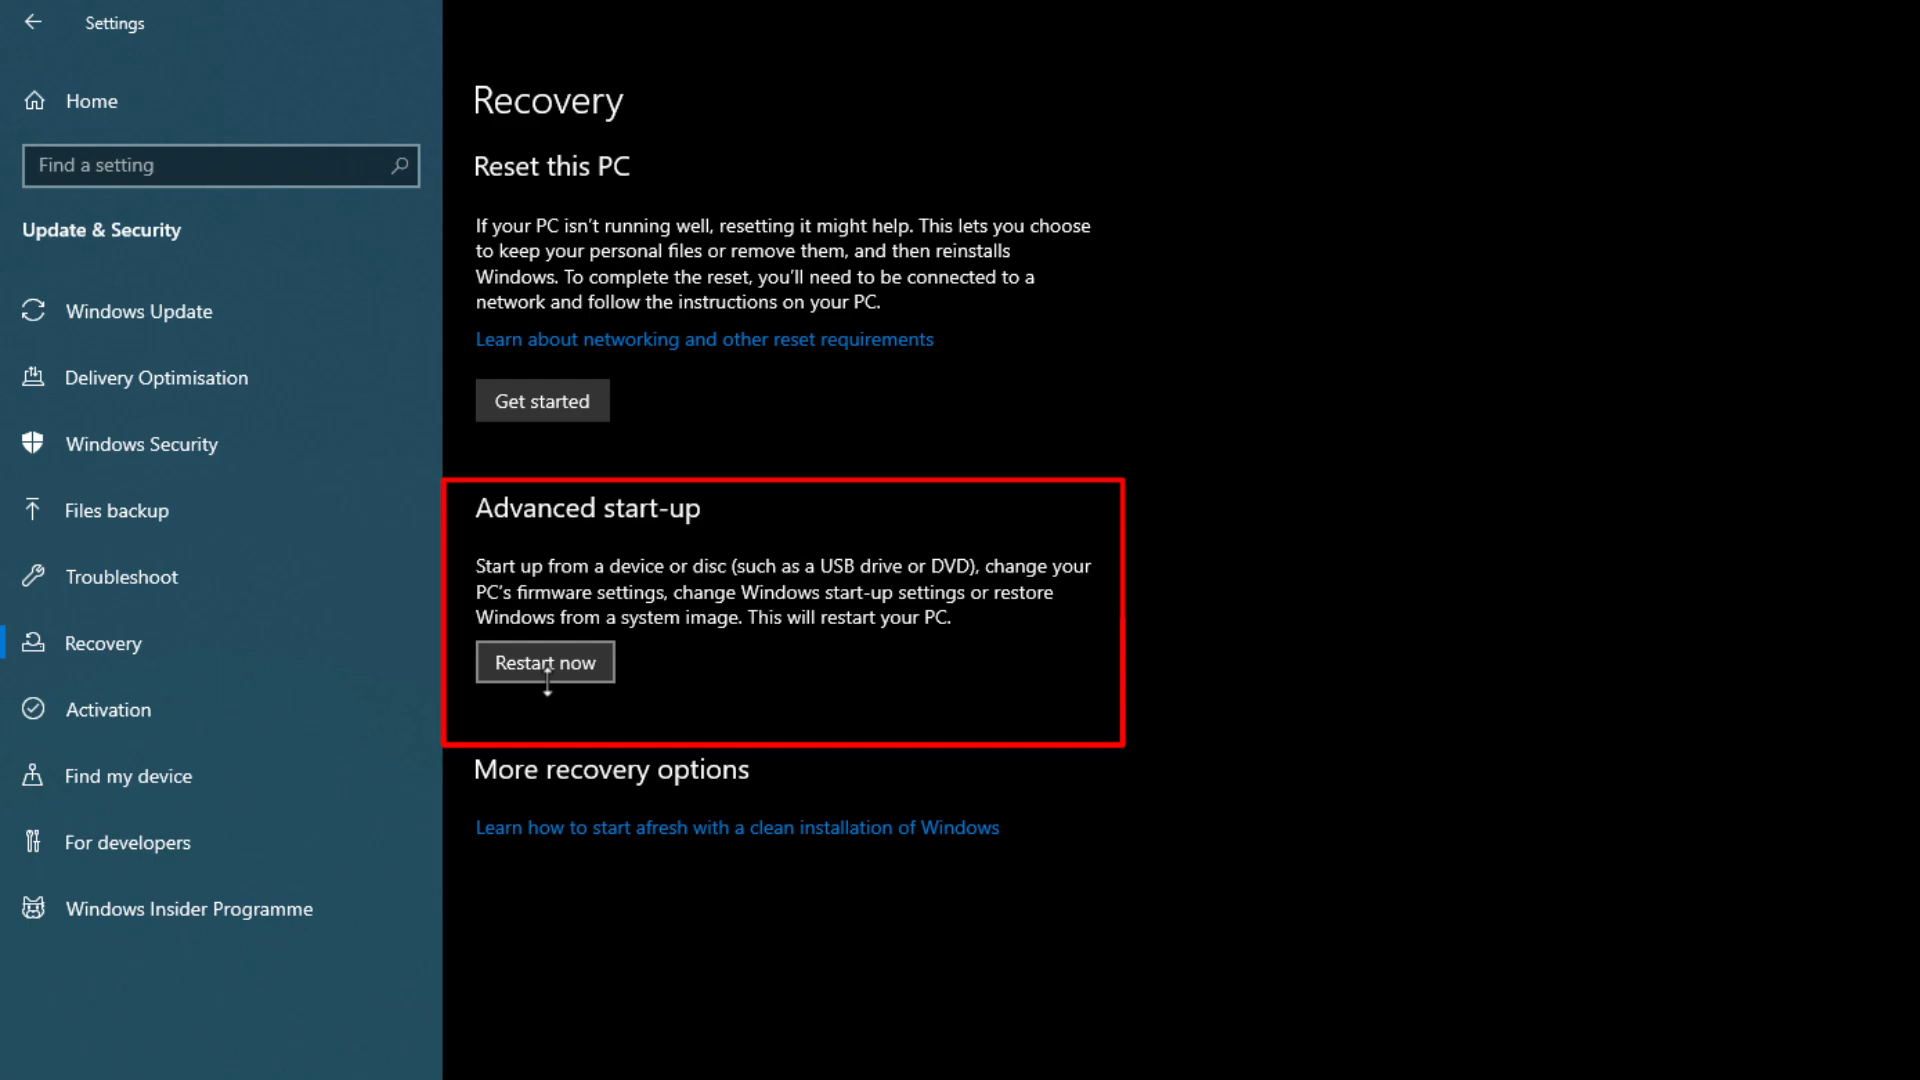 Settings
Home
Find a setting
Update & Security
Windows Update
Delivery Optimisation
Windows Security
Files backup
Troubleshoot
Recovery
Activation
Find my device
For developers
Windows Insider Programme
Recovery
Reset this PC
If your PC isn't running well, resetting it might help. This lets you choose
to keep your personal files or remove them, and then reinstalls
Windows. To complete the reset, you'll need to be connected to a
network and follow the instructions on your PC.
Learn about networking and other reset requirements
Get started
Advanced start-up
Start up from a device or disc (such as a USB drive or DVD), change your
PC's firmware settings, change Windows start-up settings or restore
Windows from a system image. This will restart your PC.
Restart now
More recovery options
Learn how to start afresh with a clean installation of Windows